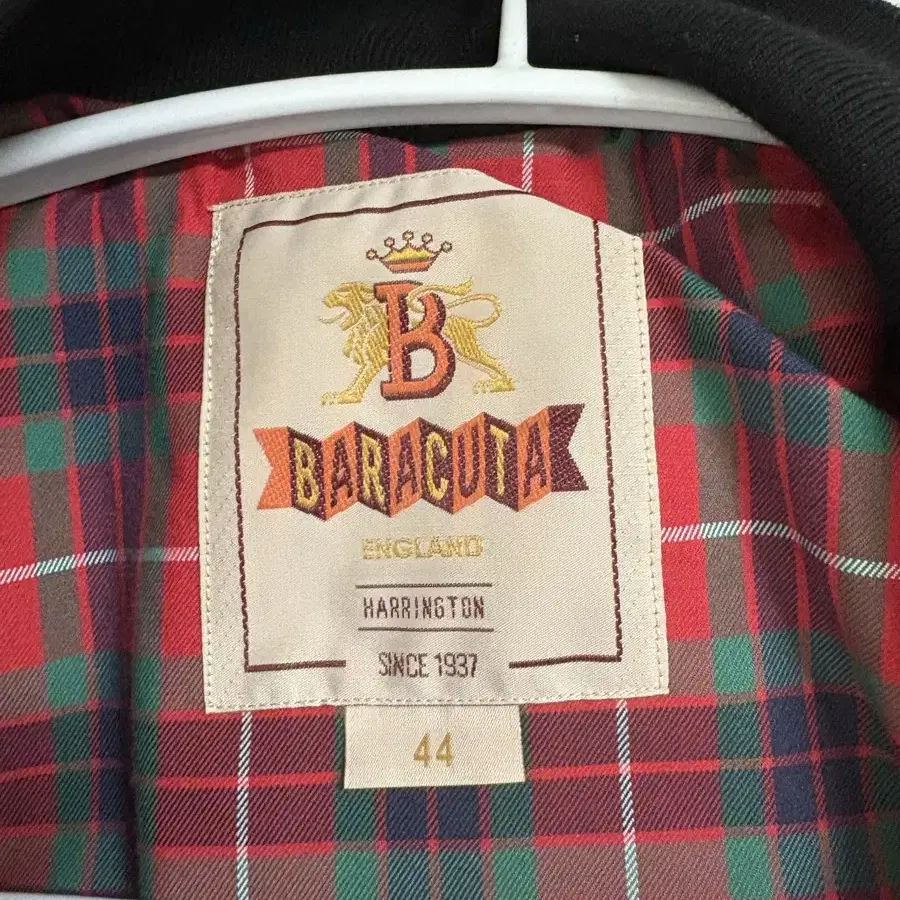 B
BARACUTA
ENGLAND
HARRINGTON
SINCE 1937
44